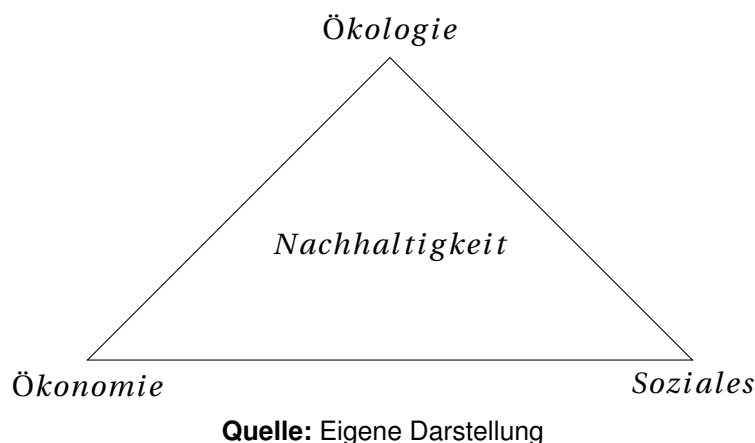 Ökologie
Nachhaltigkeit
Ökonomie
Soziales
Quelle: Eigene Darstellung